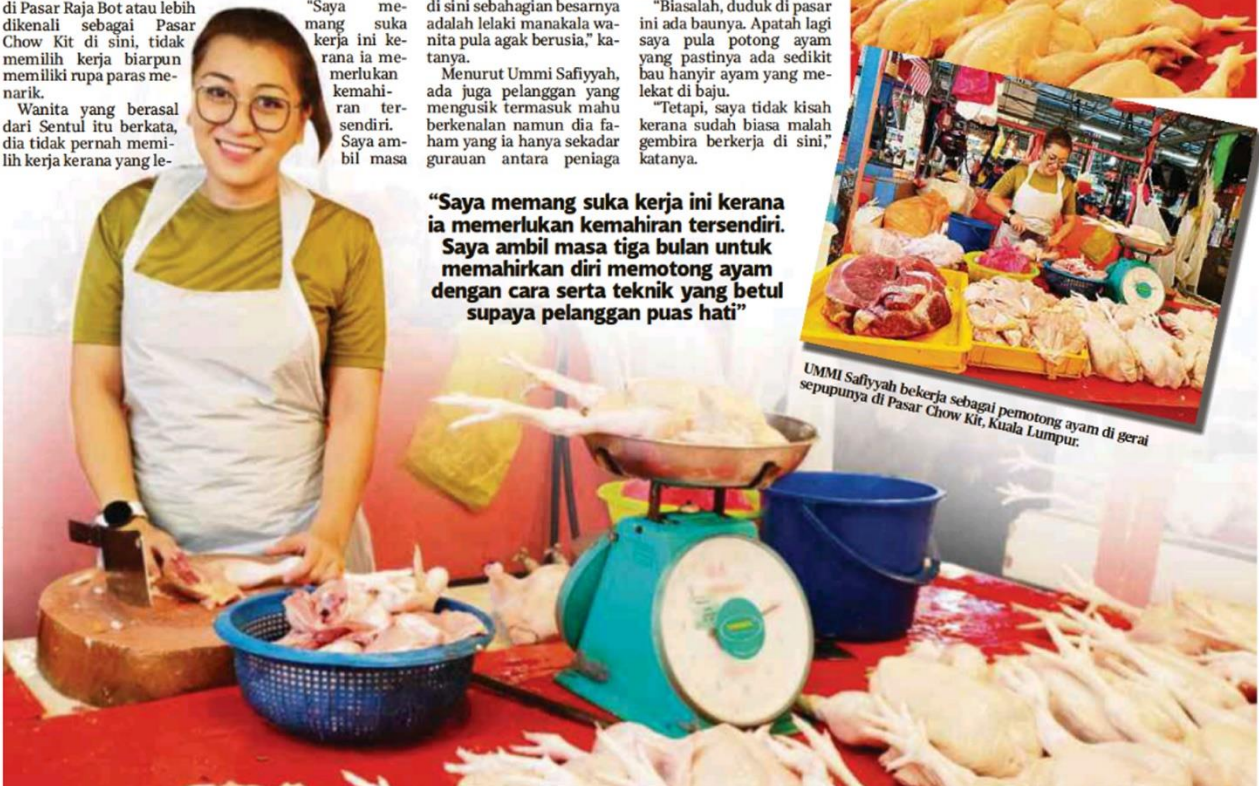 di Pasar Raja Bot atau lebih
dikenali sebagai Pasar
Chow Kit di sini, tidak
memilih kerja biarpun
memiliki rupa paras me-
narik.
Wanita yang berasal
dari Sentul itu berkata,
dia tidak pernah memi-
lih kerja kerana yang le-
"Saya me-
mang suka
kerja ini ke-
rana ia me-
merlukan
kemahi-
ran ter-
sendiri.
Saya am-
bil masa
di sini sebahagian besarnya
adalah lelaki manakala wa-
nita pula agak berusia," ka-
tanya.
Menurut Ummi Safiyyah,
ada juga pelanggan yang
mengusik termasuk mahu
berkenalan namun dia fa-
ham yang ia hanya sekadar
gurauan antara peniaga
"Biasalah, duduk di pasar
ini ada baunya. Apatah lagi
saya pula potong ayam
yang pastinya ada sedikit
bau hanyir ayam yang me-
lekat di baju.
"Tetapi, saya tidak kisah
kerana sudah biasa malah
gembira berkerja di sini,"
katanya.
“Saya memang suka kerja ini kerana
ia memerlukan kemahiran tersendiri.
Saya ambil masa tiga bulan untuk
memahirkan diri memotong ayam
dengan cara serta teknik yang betul
supaya pelanggan puas hati”
UMMI Safiyyah bekerja sebagai pemotong ayam di gerai
sepupunya di Pasar Chow Kit, Kuala Lumpur.